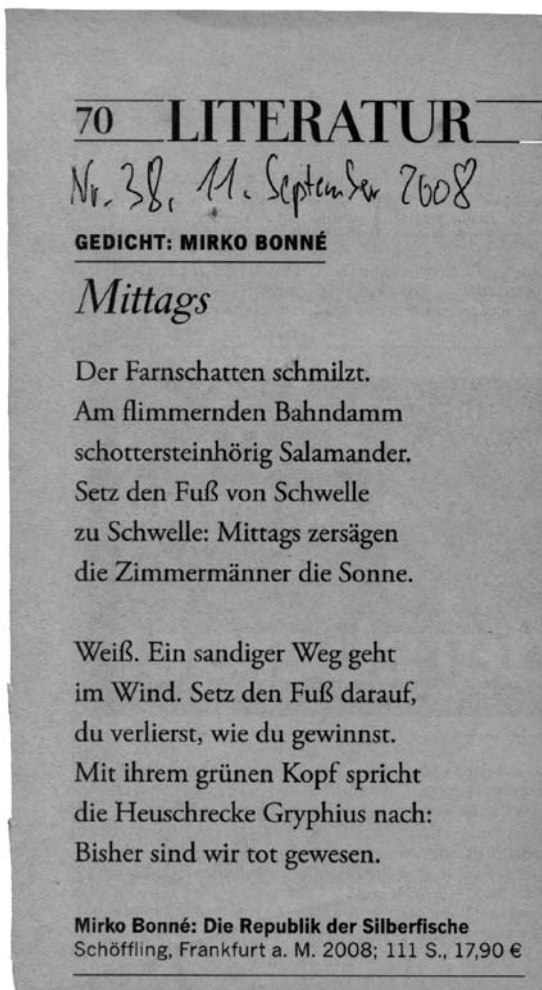 70 LITERATUR
Nr. 38, 11. September 2008
GEDICHT: MIRKO BONNÉ
Mittags
Der Farnschatten schmilzt.
Am flimmernden Bahndamm
schottersteinhörig Salamander.
Setz den Fuß von Schwelle
zu Schwelle: Mittags zersägen
die Zimmermänner die Sonne.
Weiß. Ein sandiger Weg geht
im Wind. Setz den Fuß darauf,
du verlierst, wie du gewinnst.
Mit ihrem grünen Kopf spricht
die Heuschrecke Gryphius nach:
Bisher sind wir tot gewesen.
Mirko Bonné: Die Republik der Silberfische
Schöffling, Frankfurt a. M. 2008; 111 S., 17,90 €